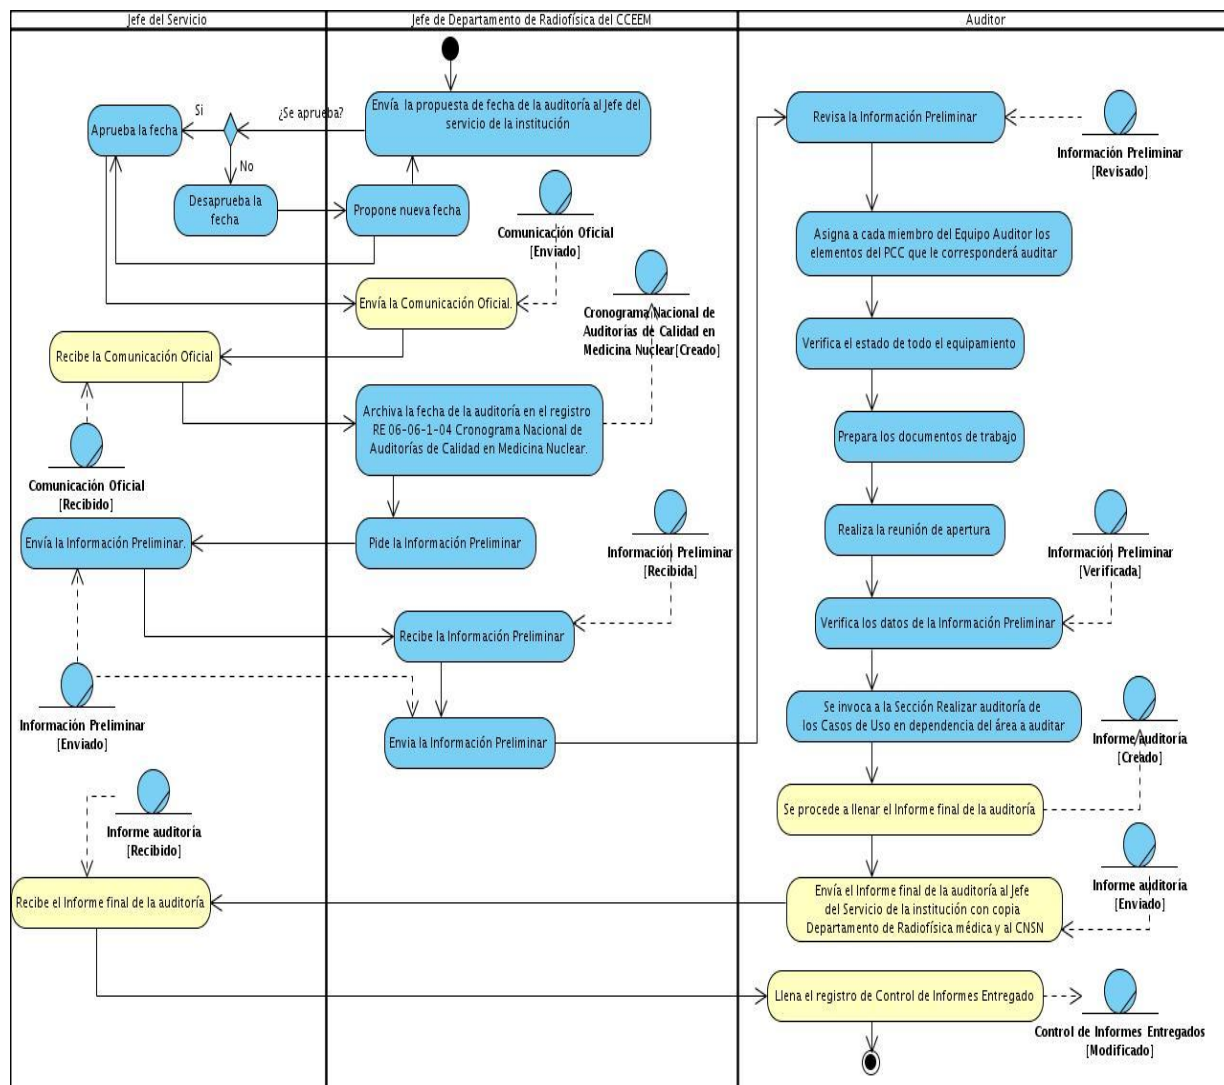 Jefe del Servicio
Jefe de Departamento de Radiofísica del CCEEM
Auditor
Envía la propuesta de fecha de la auditoría al Jefe del
servicio de la institución
¿Se aprueba?
Si
No
Aprueba la fecha
Desaprueba la
fecha
Propone nueva fecha
Comunicación Oficial
[Enviado]
Envía la Comunicación Oficial.
Cronograma Nacional de
Auditorías de Calidad en
Medicina Nuclear[Creado]
Recibe la Comunicación Oficial
Archiva la fecha de la auditoría en el registro
RE 06-06-1-04 Cronograma Nacional de
Auditorías de Calidad en Medicina Nuclear.
Comunicación Oficial
[Recibido]
Envía la Información Preliminar.
Pide la Información Preliminar
Información Preliminar
[Recibida]
Recibe la Información Preliminar
Información Preliminar
[Enviado]
Envia la Información Preliminar
Informe auditoría
[Recibido]
Recibe el Informe final de la auditoría
Revisa la Información Preliminar
Información Preliminar
[Revisado]
Asigna a cada miembro del Equipo Auditor los
elementos del PCC que le corresponderá auditar
Verifica el estado de todo el equipamiento
Prepara los documentos de trabajo
Realiza la reunión de apertura
Información Preliminar
[Verificada]
Verifica los datos de la Información Preliminar
Se invoca a la Sección Realizar auditoría de
los Casos de Uso en dependencia del área a auditar
Informe auditoría
[Creado]
Se procede a llenar el Informe final de la auditoría
Envía el Informe final de la auditoría al Jefe
del Servicio de la institución con copia
Departamento de Radiofísica médica y al CNSN
Informe auditoría
[Enviado]
Llena el registro de Control de Informes Entregado
Control de Informes Entregados
[Modificado]